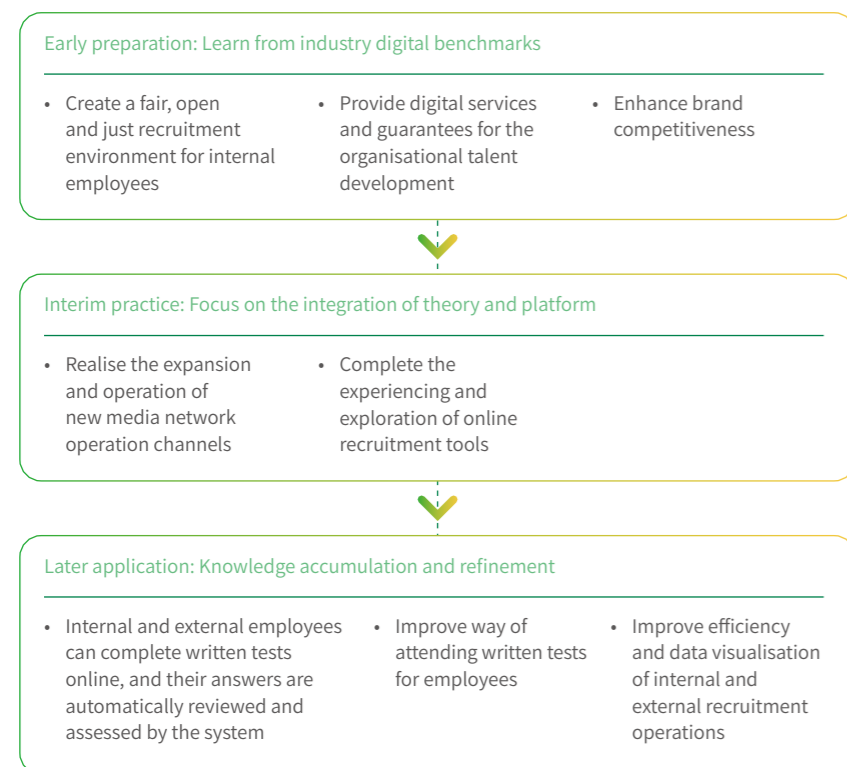 Early preparation: Learn from industry digital benchmarks
• Create a fair, open
and just recruitment
environment for internal
employees
• Provide digital services
and guarantees for the
organisational talent
development
• Enhance brand
competitiveness
Interim practice: Focus on the integration of theory and platform
• Realise the expansion
and operation of
new media network
operation channels
• Complete the
experiencing and
exploration of online
recruitment tools
Later application: Knowledge accumulation and refinement
• Internal and external employees
can complete written tests
online, and their answers are
automatically reviewed and
assessed by the system
• Improve way of
attending written tests
for employees
• Improve efficiency
and data visualisation
of internal and
external recruitment
operations